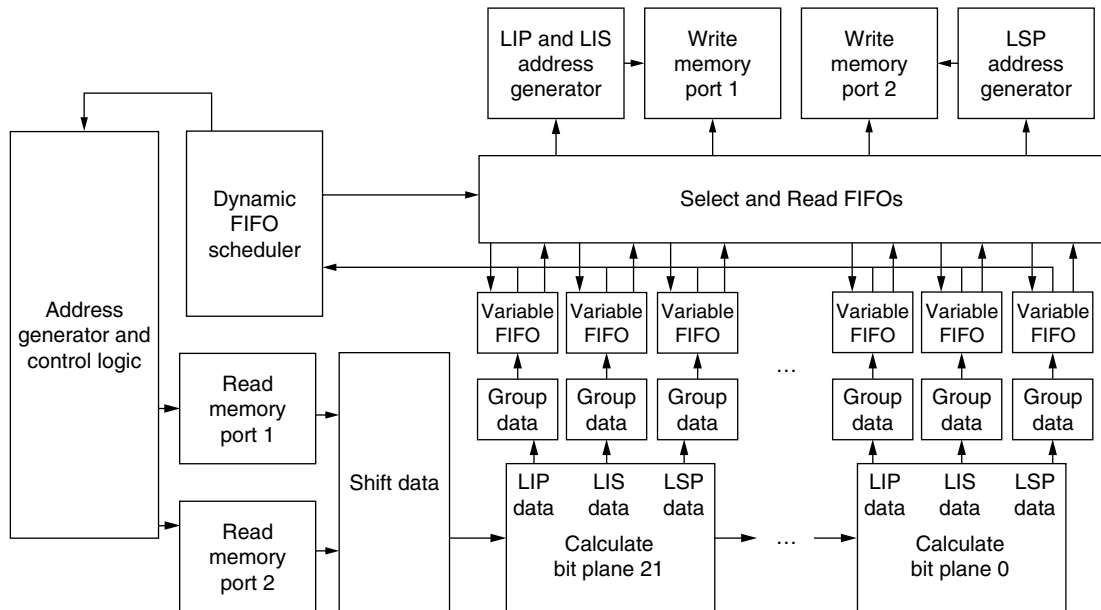 LIP and LIS
address
generator
Write
memory
port 1
Write
memory
port 2
LSP
address
generator
Dynamic
FIFO
scheduler
Select and Read FIFOs
Address
generator and
control logic
Variable
FIFO
Variable
FIFO
Variable
FIFO
...
Variable
FIFO
Variable
FIFO
Variable
FIFO
Group
data
Group
data
Group
data
Group
data
Group
data
Group
data
Read
memory
port 1
Read
memory
port 2
Shift data
LIP
data
LIS
data
LSP
data
Calculate
bit plane 21
...
LIP
data
LIS
data
LSP
data
Calculate
bit plane 0